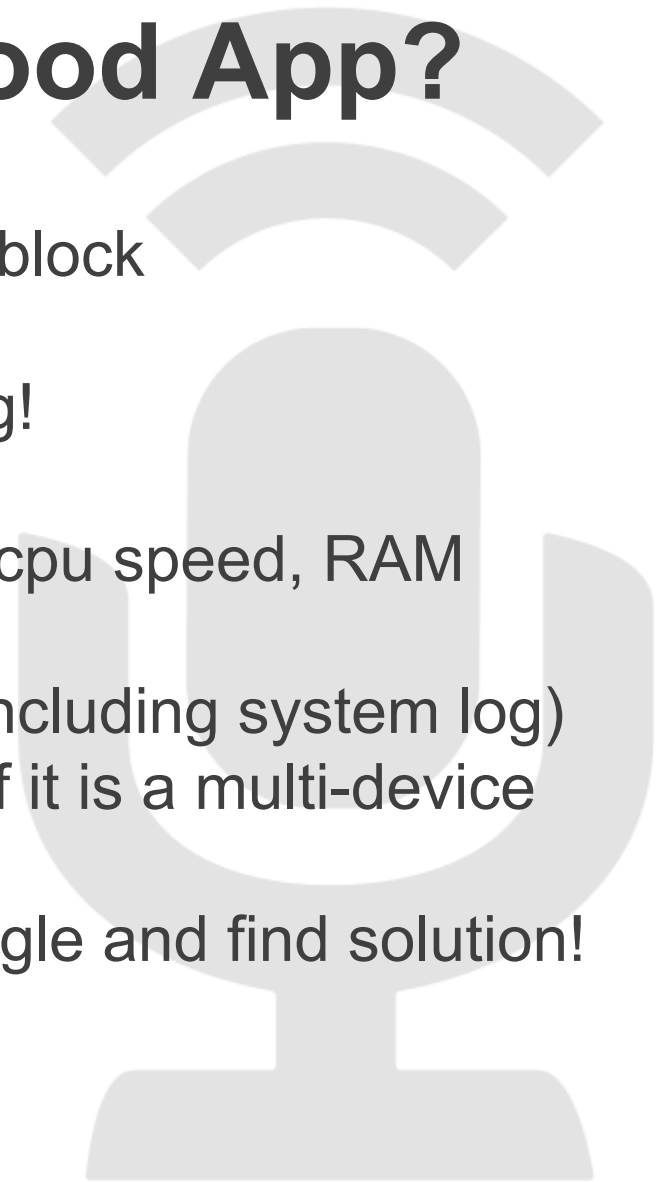 ood App?
block
g!
cpu speed, RAM
ncluding system log)
f it is a multi-device
gle and find solution!